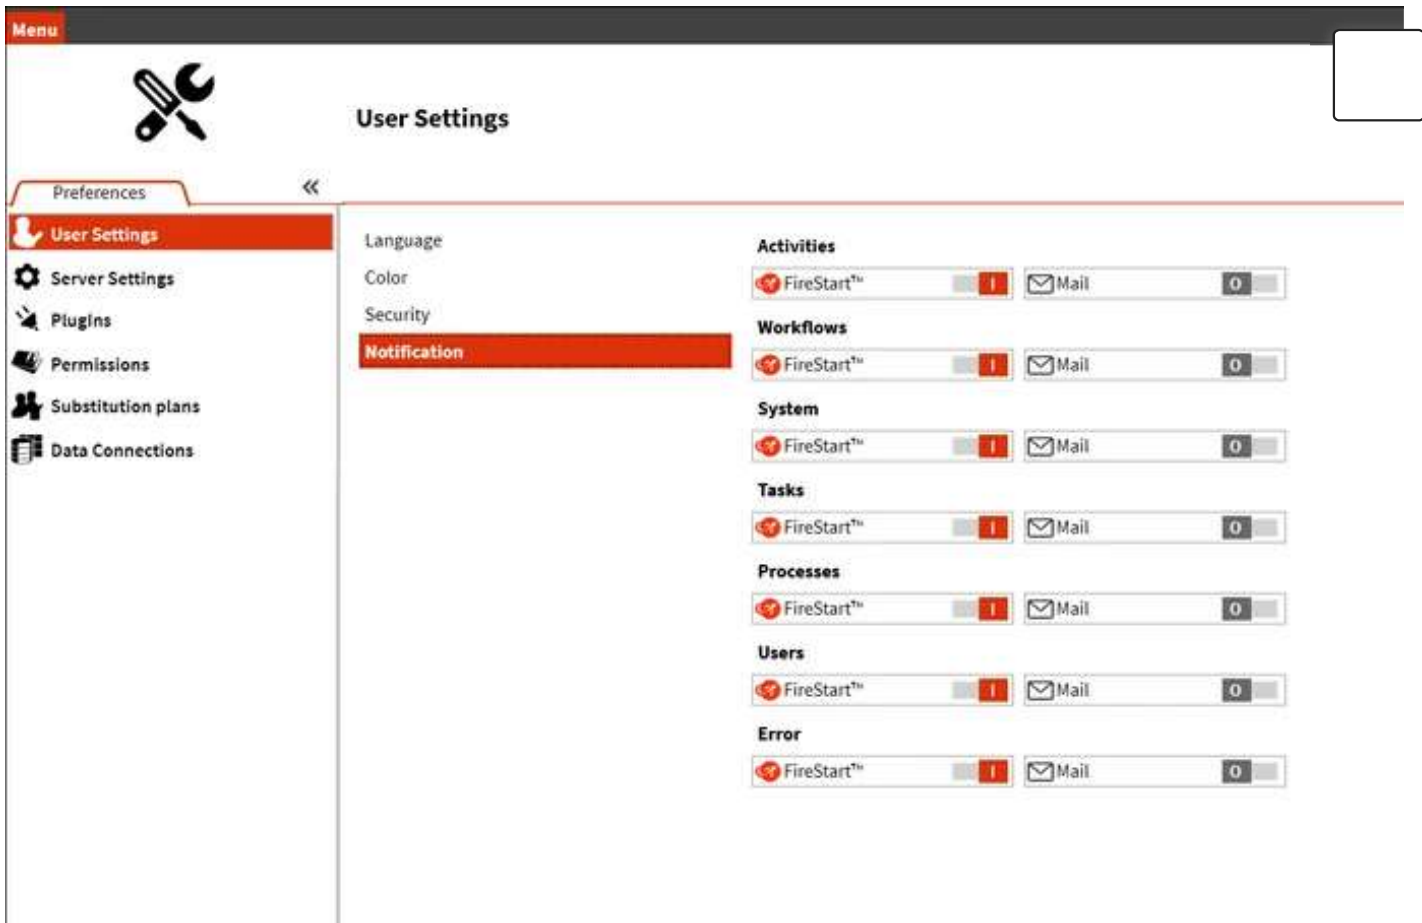 Menu
User Settings
Preferences
User Settings
Server Settings
PlugIns
Permissions
Substitution plans
Data Connections
Language
Color
Security
Notification
Activities
FireStart™ I Mail O
Workflows
FireStart™ I Mail O
System
FireStart™ I Mail O
Tasks
FireStart™ I Mail O
Processes
FireStart™ I Mail O
Users
FireStart™ I Mail O
Error
FireStart™ I Mail O